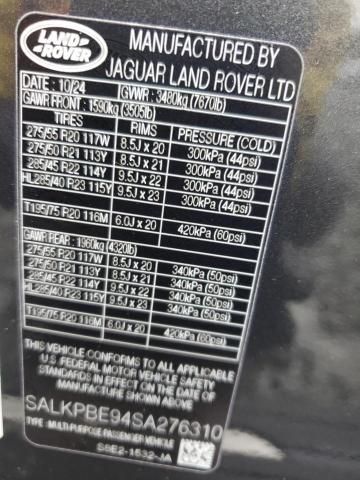 LAND
ROVER
MANUFACTURED BY
JAGUAR LAND ROVER LTD
DATE: 10/24 GVWR: 3480kg (7670lb)
GAWR FRONT: 1590kg (3505lb)
TIRES RIMS PRESSURE (COLD)
275/55 R20 117W 8.5J x 20 300kPa (44psi)
275/50 R21 113Y 8.5J x 21 300kPa (44psi)
285/45 R22 114Y 9.5J x 22 300kPa (44psi)
HL285/40 R23 115Y 9.5J x 23 300kPa (44psi)
T195/75 R20 116M 6.0J x 20 420kPa (60psi)
GAWR REAR: 1960kg (4320lb)
275/55 R20 117W 8.5J x 20 340kPa (50psi)
275/50 R21 113Y 8.5J x 21 340kPa (50psi)
285/45 R22 114Y 9.5J x 22 340kPa (50psi)
HL285/40 R23 115Y 9.5J x 23 340kPa (50psi)
T195/75 R20 116M 6.0J x 20 420kPa (60psi)
THIS VEHICLE CONFORMS TO ALL APPLICABLE
U.S. FEDERAL MOTOR VEHICLE SAFETY
STANDARDS IN EFFECT ON THE DATE OF
MANUFACTURE SHOWN ABOVE.
SALKPBE94SA276310
TYPE: MULTI-PURPOSE PASSENGER VEHICLE
S5E2-1532-JA